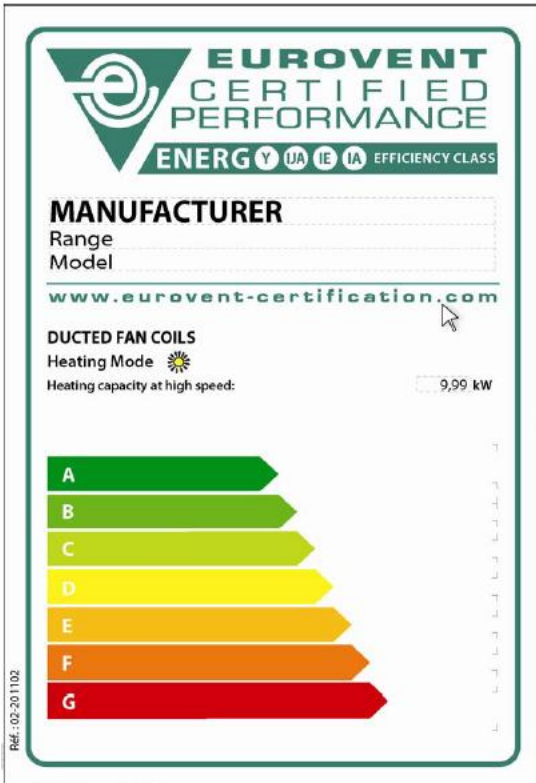 EUROVENT
CERTIFIED
PERFORMANCE
ENERG Y IJA IE IA EFFICIENCY CLASS
MANUFACTURER
Range
Model
www.eurovent-certification.com
DUCTED FAN COILS
Heating Mode
Heating capacity at high speed: 9,99 kW
A
B
C
D
E
F
G
Réf. : 02-201102